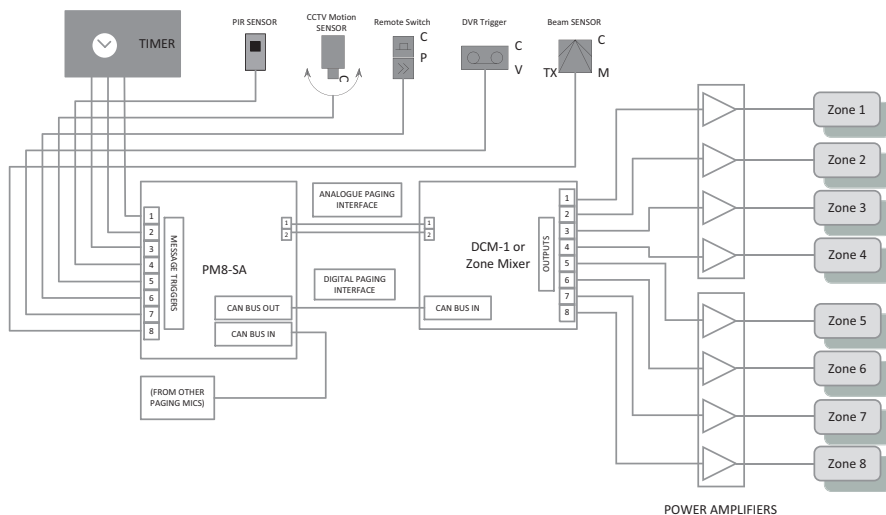 TIMER
PIR SENSOR
CCTV Motion
SENSOR
Remote Switch
C
P
DVR Trigger
C
V
Beam SENSOR
C
TX
M
Zone 1
Zone 2
Zone 3
Zone 4
Zone 5
Zone 6
Zone 7
Zone 8
POWER AMPLIFIERS
1
2
3
4
5
6
7
8
MESSAGE TRIGGERS
PM8-SA
1
2
CAN BUS OUT
CAN BUS IN
(FROM OTHER
PAGING MICS)
ANALOGUE PAGING
INTERFACE
DIGITAL PAGING
INTERFACE
1
2
DCM-1 or
Zone Mixer
CAN BUS IN
OUTPUTS
1
2
3
4
5
6
7
8